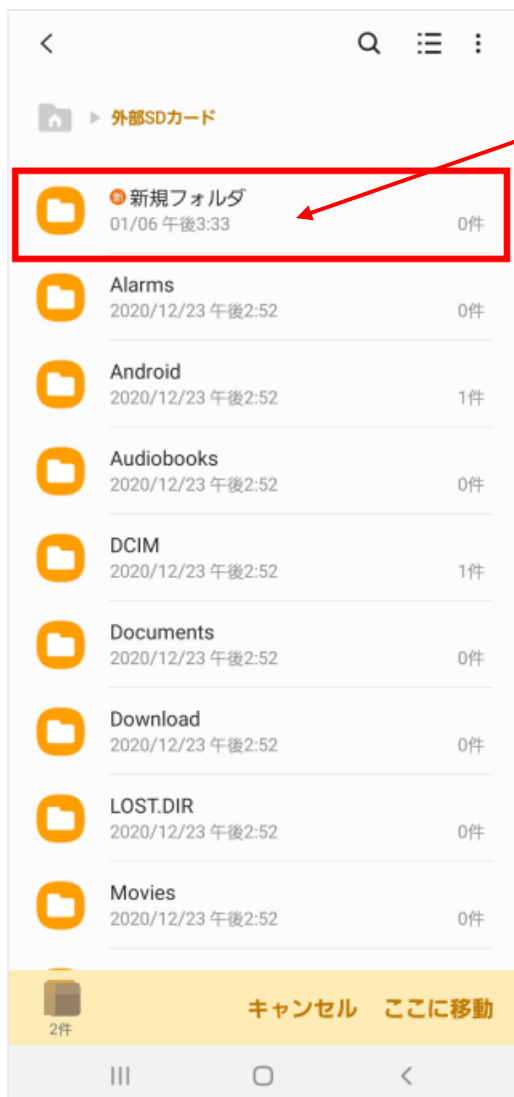 外部SDカード
新 新規フォルダ
01/06 午後3:33 0件
Alarms
2020/12/23 午後2:52 0件
Android
2020/12/23 午後2:52 1件
Audiobooks
2020/12/23 午後2:52 0件
DCIM
2020/12/23 午後2:52 1件
Documents
2020/12/23 午後2:52 0件
Download
2020/12/23 午後2:52 0件
LOST.DIR
2020/12/23 午後2:52 0件
Movies
2020/12/23 午後2:52 0件
2件 キャンセル ここに移動